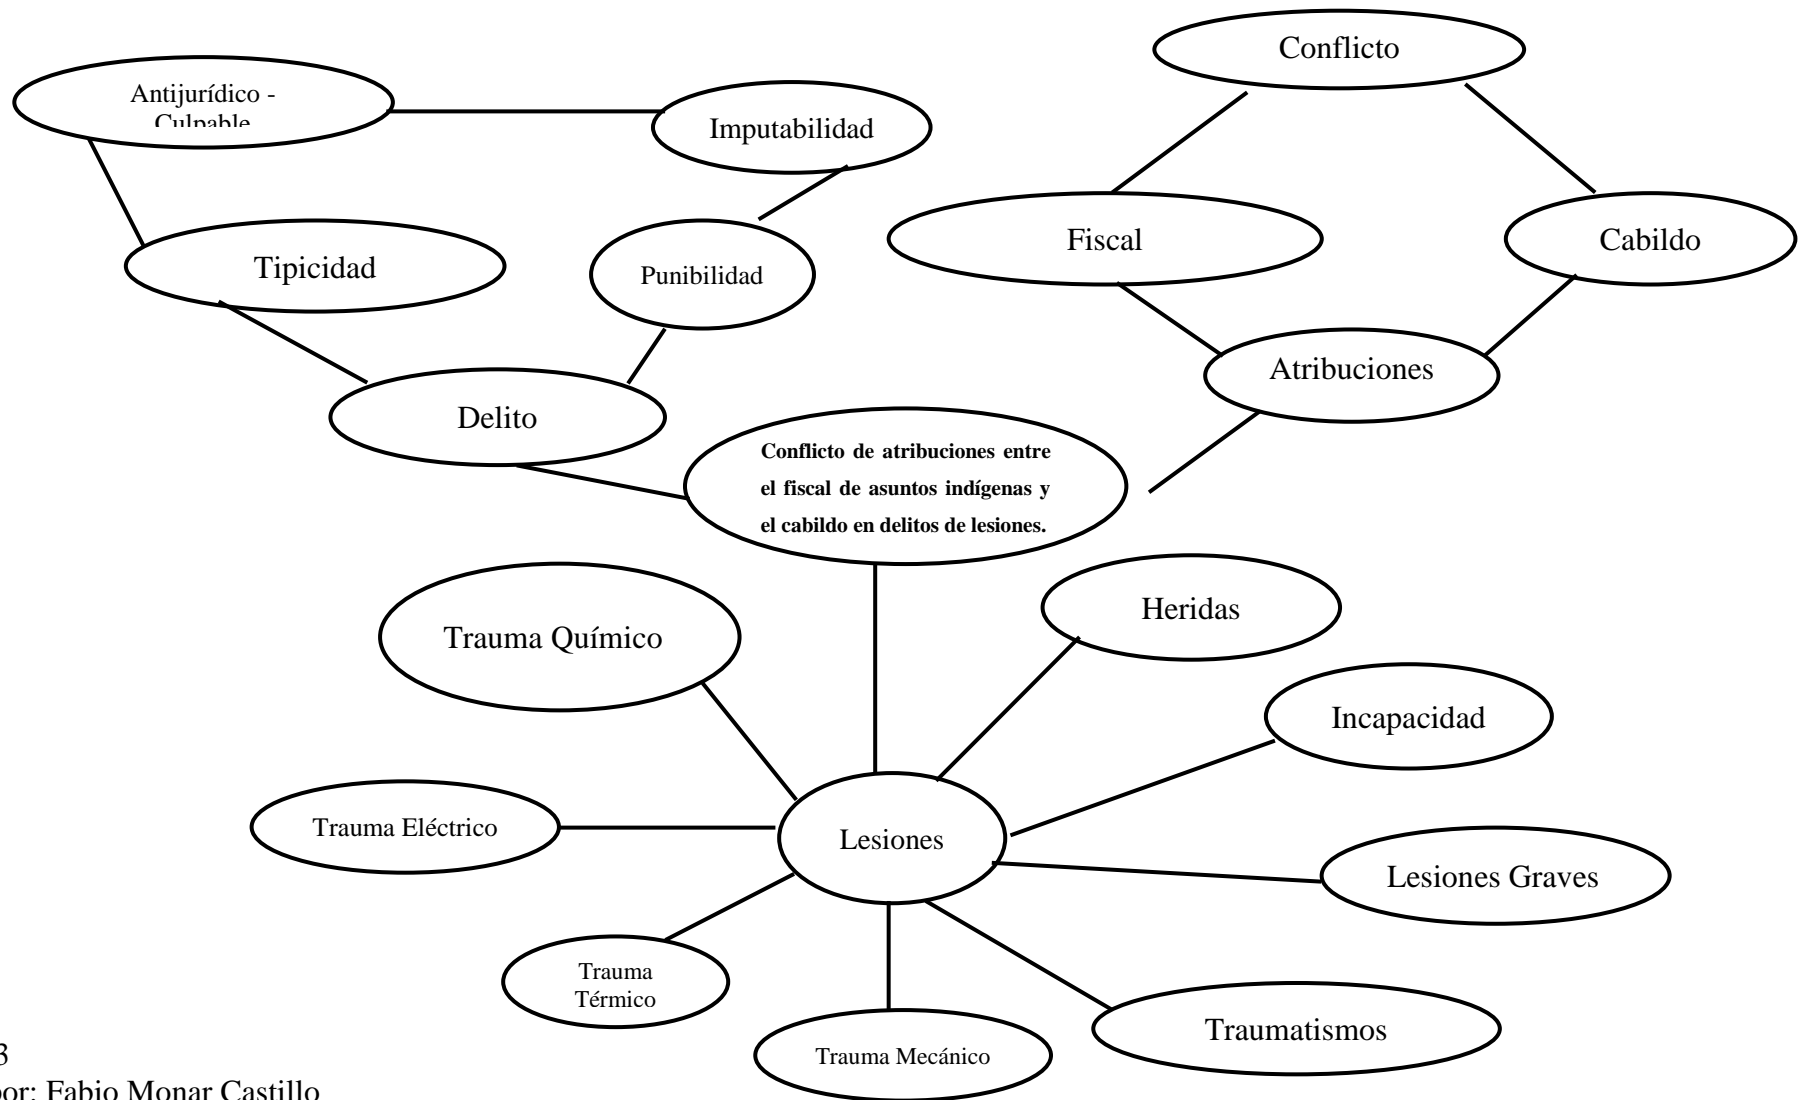 Conflicto
Antijurídico -
Culpable
Imputabilidad
Fiscal
Cabildo
Tipicidad
Punibilidad
Atribuciones
Delito
Conflicto de atribuciones entre
el fiscal de asuntos indígenas y
el cabildo en delitos de lesiones.
Heridas
Trauma Químico
Incapacidad
Trauma Eléctrico
Lesiones
Lesiones Graves
Trauma
Térmico
Traumatismos
Trauma Mecánico
3
por: Fabio Monar Castillo